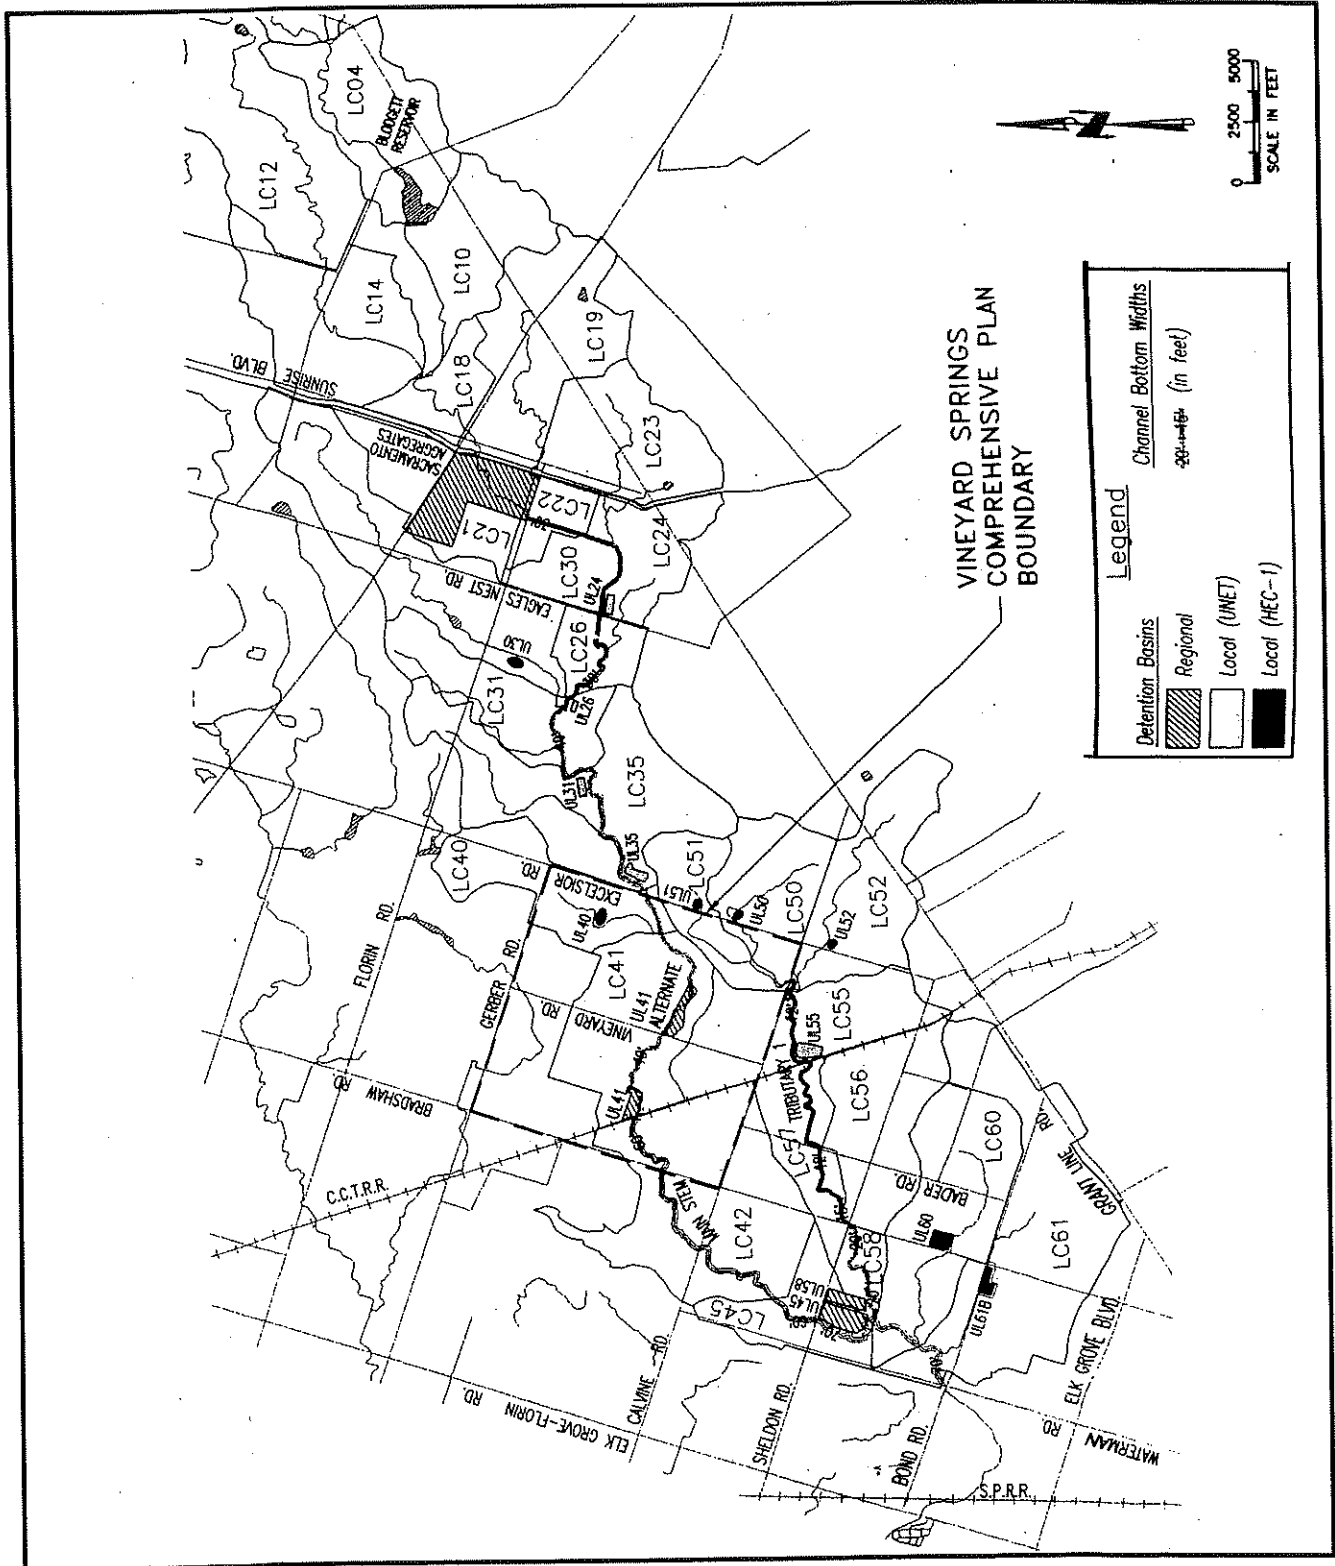 LC04
BLODGETT
RESERVOIR
LC12
LC14
LC10
LC18
LC19
SUNRISE
BLVD.
SACRAMENTO
AGGREGATES
LC23
LC22
LC21
30'
LC24
LC30
UL24
EAGLES NEST RD.
UL30
LC26
30'
UL26
LC31
40'
UL31
LC35
UL35
LC40
EXCELSIOR
RD.
UL40
LC51
UL51
UL50
LC50
UL52
LC52
FLORIN
RD.
GERBER
RD.
LC41
UL41
ALTERNATE
VINEYARD
RD.
UL41
BRADSHAW
RD.
C.C.T.R.R.
LC55
UL55
TRIBUTARY 1
LC56
LC57
LC60
BADER RD.
GRANT LINE
RD.
MAIN STEM
LC42
LC58
UL60
LC61
UL58
UL45
LC45
60'
70'
UL61B
ELK GROVE BLVD.
CALVINE
RD.
SHELDON RD.
BOND RD.
ELK GROVE-FLORIN
RD.
WATERMAN
RD.
S.P.R.R.
VINEYARD SPRINGS
COMPREHENSIVE PLAN
BOUNDARY
0 2500 5000
SCALE IN FEET
Legend
Detention Basins
Regional
Local (UNET)
Local (HEC-1)
Channel Bottom Widths
(in feet)